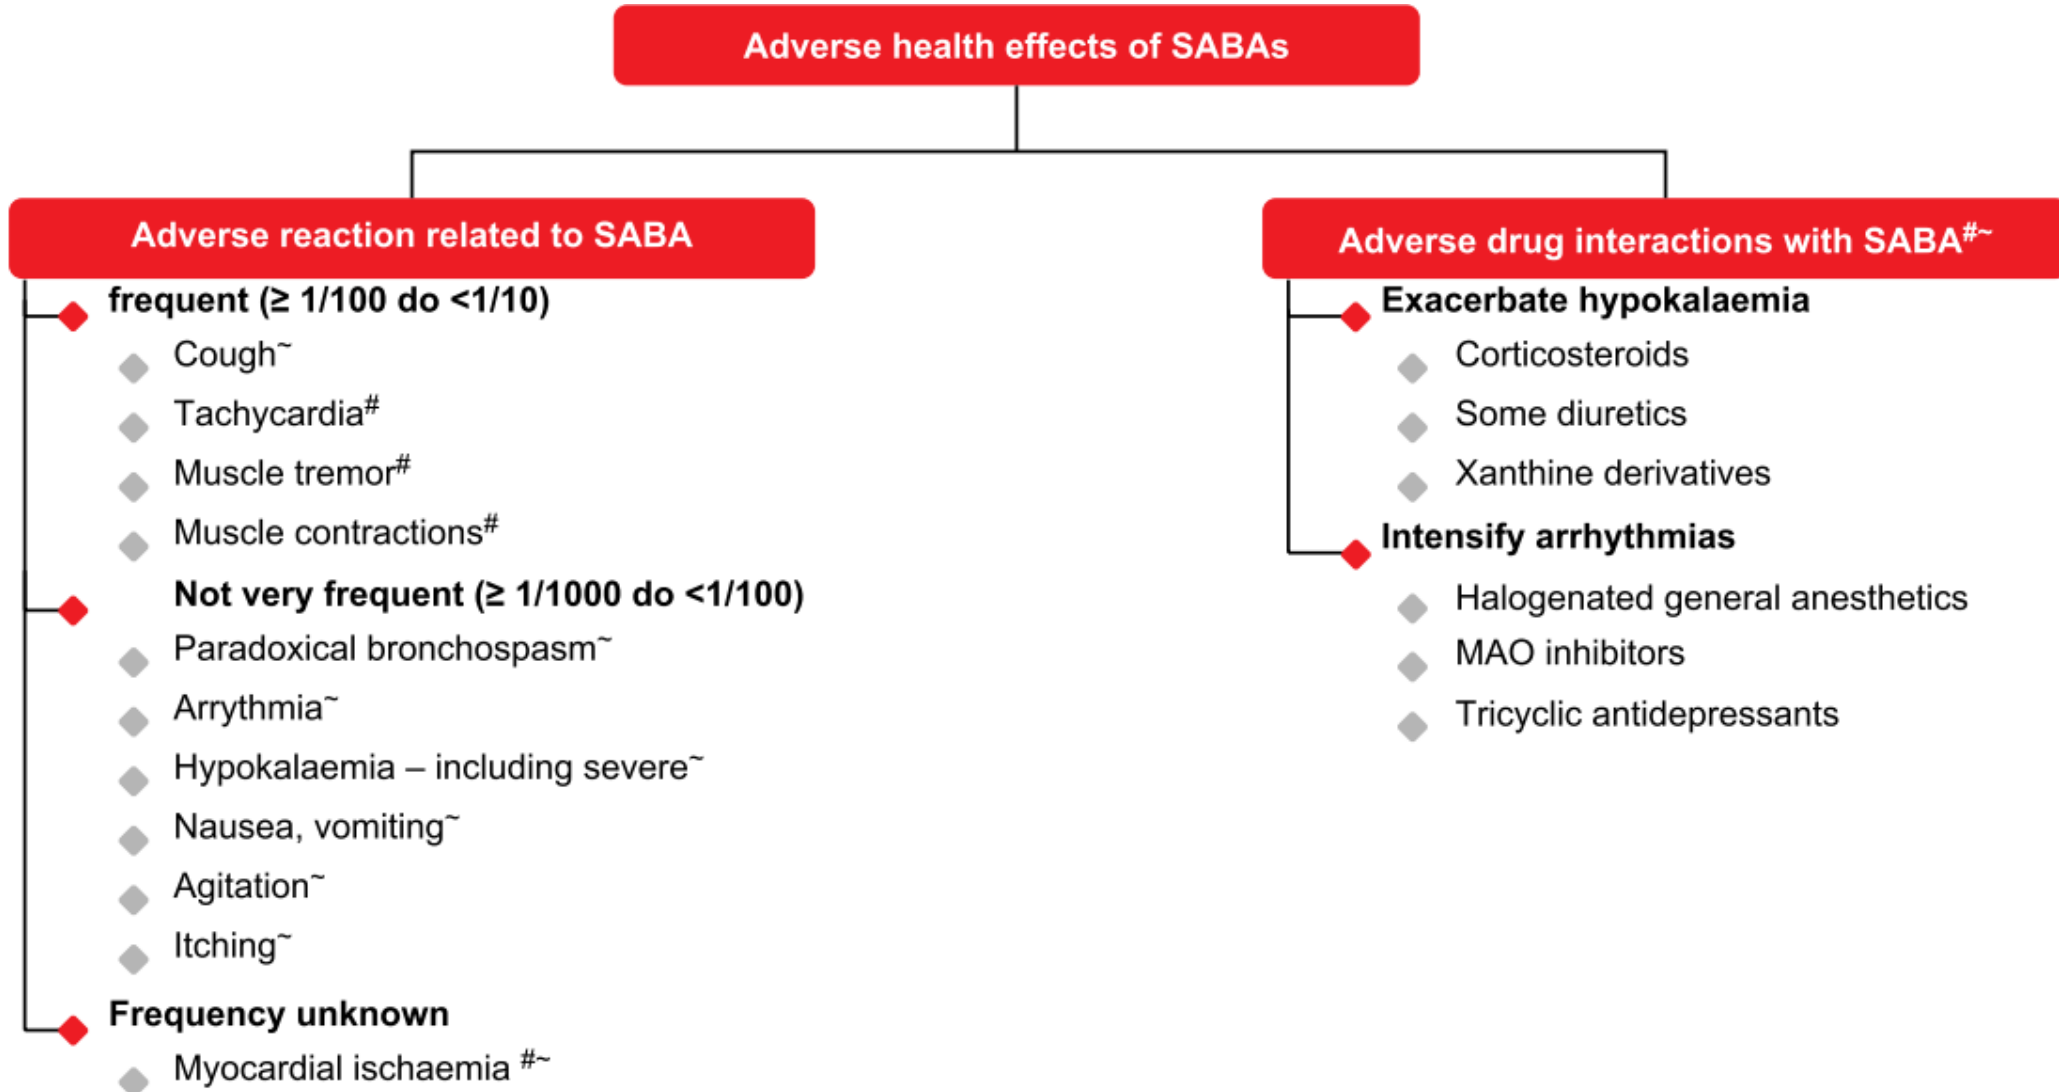 Adverse health effects of SABAs
Adverse reaction related to SABA
frequent (≥ 1/100 do <1/10)
Cough~
Tachycardia#
Muscle tremor#
Muscle contractions#
Not very frequent (≥ 1/1000 do <1/100)
Paradoxical bronchospasm~
Arrythmia~
Hypokalaemia – including severe~
Nausea, vomiting~
Agitation~
Itching~
Frequency unknown
Myocardial ischaemia #~
Adverse drug interactions with SABA#~
Exacerbate hypokalaemia
Corticosteroids
Some diuretics
Xanthine derivatives
Intensify arrhythmias
Halogenated general anesthetics
MAO inhibitors
Tricyclic antidepressants